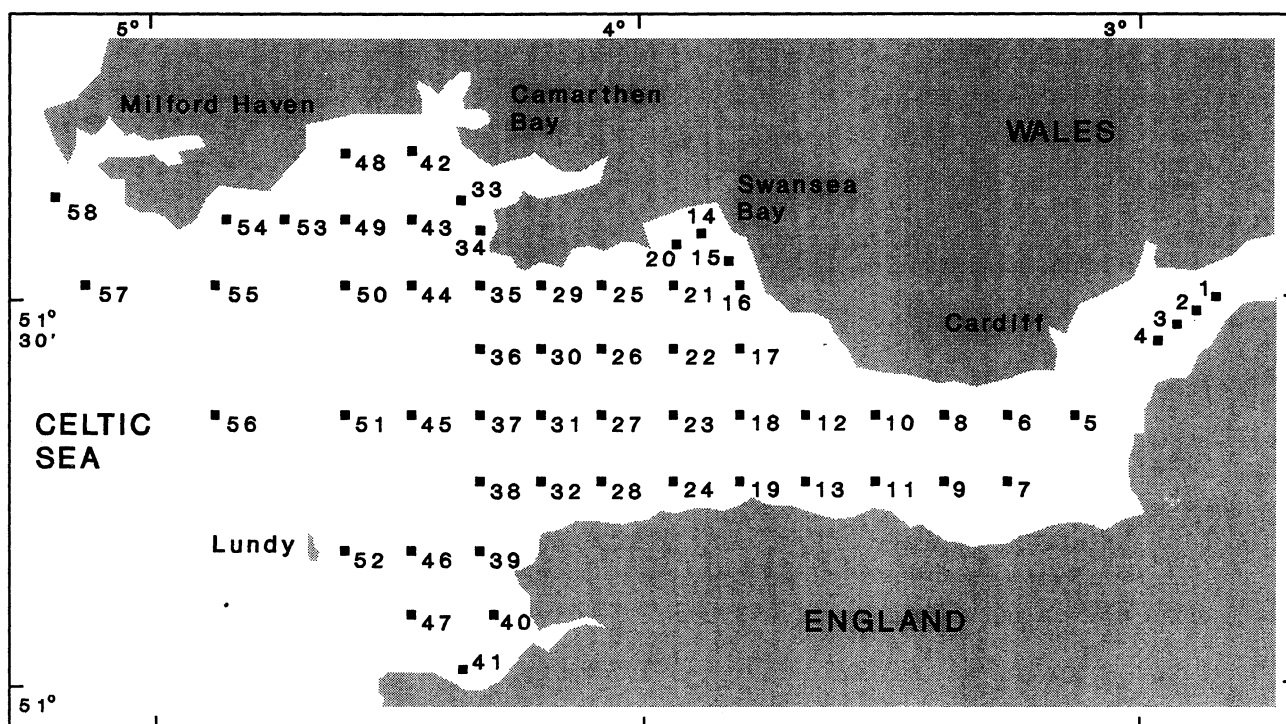 5° 4° 3°
Milford Haven
Camarthen
Bay
WALES
48 42
33
Swansea
Bay
58
14
54 53 49 43
34
20 15
57 55 50 44 35 29 25 21
16
1
2
3
4
51°
30'
Cardiff
36 30 26 22 17
CELTIC
SEA
56 51 45 37 31 27 23 18 12 10 8 6 5
38 32 28 24 19 13 11 9 7
Lundy
52 46 39
47 40
ENGLAND
41
51°